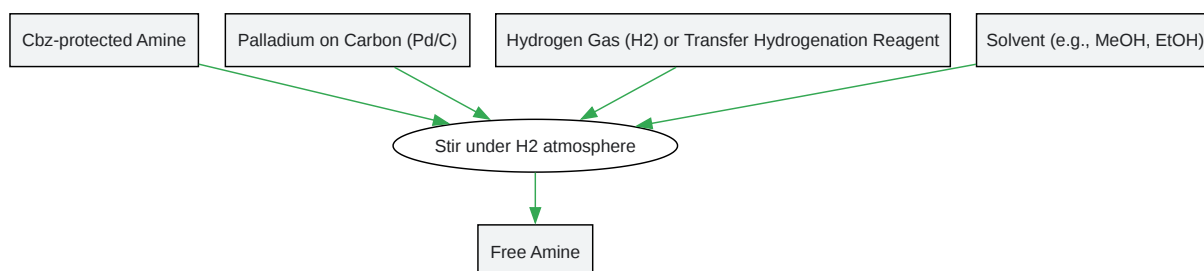 Cbz-protected Amine
Palladium on Carbon (Pd/C)
Hydrogen Gas (H2) or Transfer Hydrogenation Reagent
Solvent (e.g., MeOH, EtOH)
Stir under H2 atmosphere
Free Amine